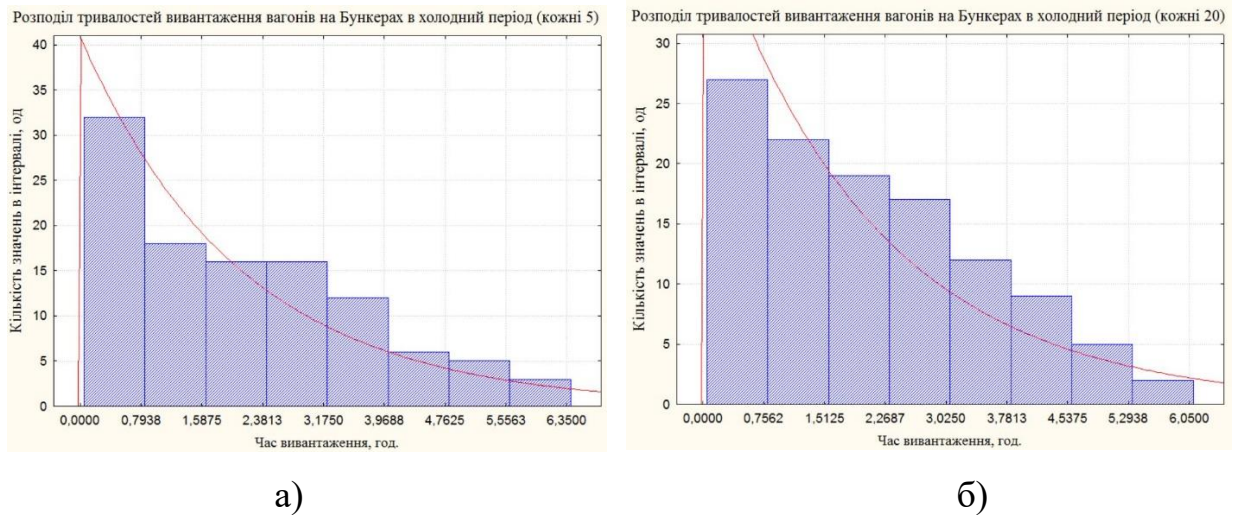 Розподіл тривалостей вивантаження вагонів на Бункерах в холодний період (кожні 5)
Кількість значень в інтервалі, од
40
35
30
25
20
15
10
5
0
0,0000 0,7938 1,5875 2,3813 3,1750 3,9688 4,7625 5,5563 6,3500
Час вивантаження, год.
а)
Розподіл тривалостей вивантаження вагонів на Бункерах в холодний період (кожні 20)
Кількість значень в інтервалі, од
30
25
20
15
10
5
0
0,0000 0,7562 1,5125 2,2687 3,0250 3,7813 4,5375 5,2938 6,0500
Час вивантаження, год.
б)